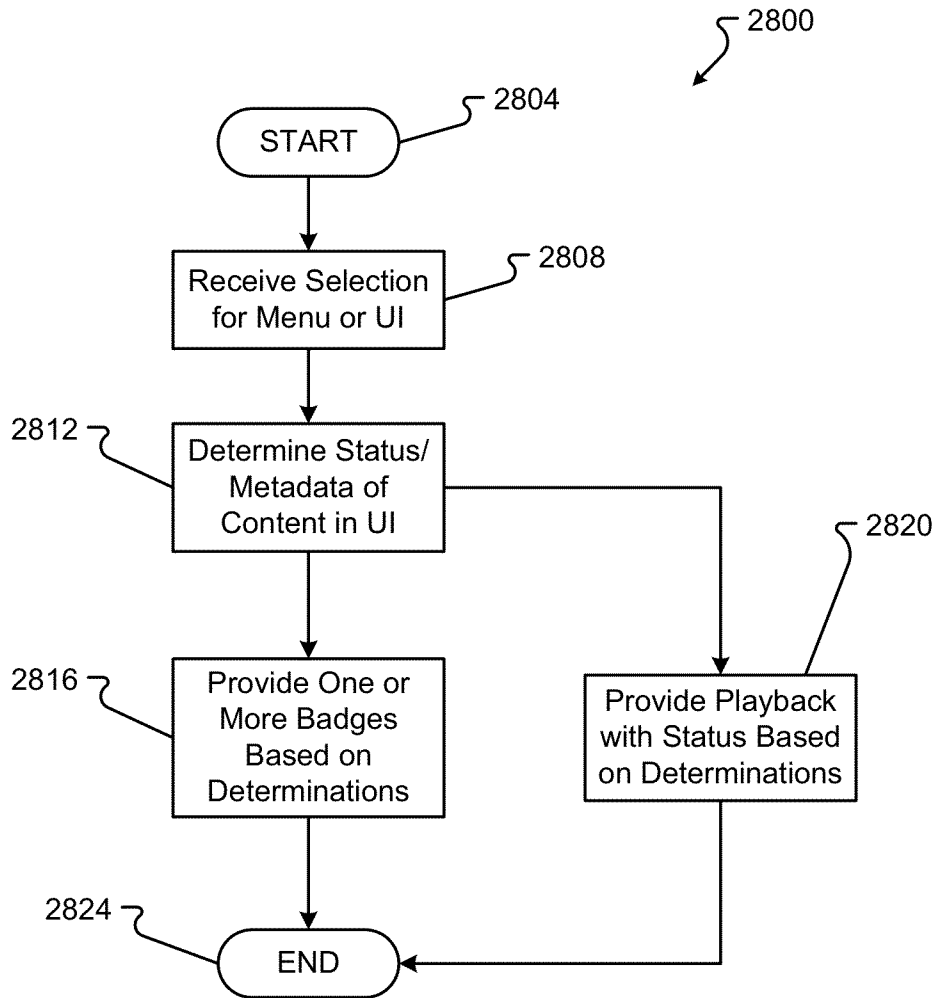 2800
2804
START
2808
Receive Selection
for Menu or UI
2812
Determine Status/
Metadata of
Content in UI
2820
2816
Provide One or
More Badges
Based on
Determinations
Provide Playback
with Status Based
on Determinations
2824
END